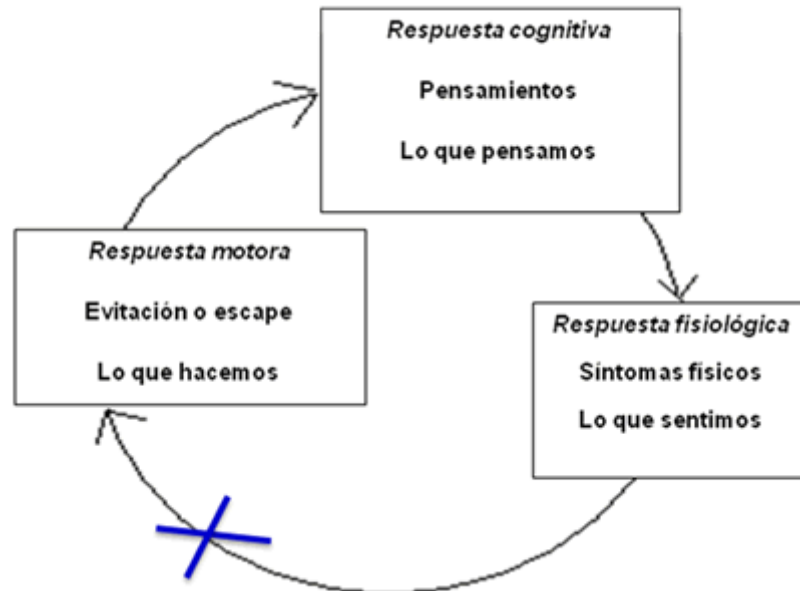 Respuesta cognitiva
Pensamientos
Lo que pensamos
Respuesta motora
Evitación o escape
Lo que hacemos
Respuesta fisiológica
Síntomas físicos
Lo que sentimos